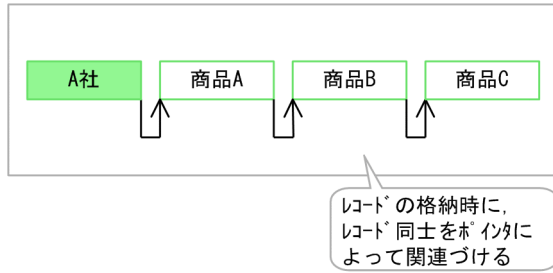 A社
商品A
商品B
商品C
ﾚｺｰﾄﾞの格納時に,
ﾚｺｰﾄﾞ同士をﾎﾟｲﾝﾀに
よって関連づける